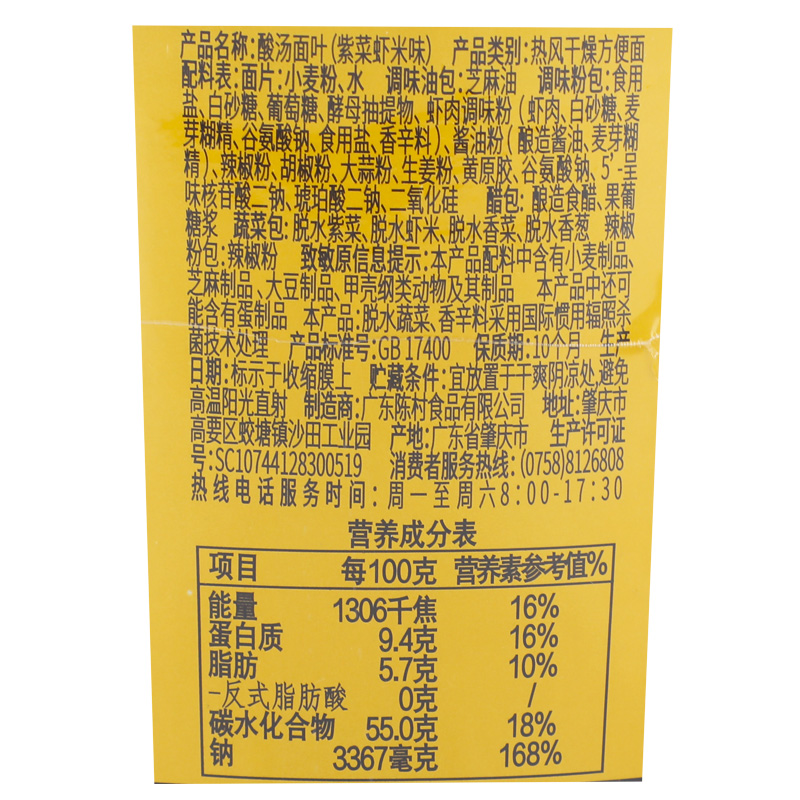 产品名称:酸汤面叶(紫菜虾米味) 产品类别:热风干燥方便面
配料表:面片:小麦粉、水 调味油包:芝麻油 调味粉包:食用
盐、白砂糖、葡萄糖、酵母抽提物、虾肉调味粉(虾肉、白砂糖、麦
芽糊精、谷氨酸钠、食用盐、香辛料)、酱油粉(酿造酱油、麦芽糊
精)、辣椒粉、胡椒粉、大蒜粉、生姜粉、黄原胶、谷氨酸钠、5'-呈
味核苷酸二钠、琥珀酸二钠、二氧化硅 醋包:酿造食醋、果葡
糖浆 蔬菜包:脱水紫菜、脱水虾米、脱水香菜、脱水香葱 辣椒
粉包:辣椒粉 致敏原信息提示:本产品配料中含有小麦制品、
芝麻制品、大豆制品、甲壳纲类动物及其制品 本产品中还可
能含有蛋制品 本产品:脱水蔬菜、香辛料采用国际惯用辐照杀
菌技术处理 产品标准号:GB 17400 保质期:10个月 生产
日期:标示于收缩膜上 贮藏条件:宜放置于干爽阴凉处,避免
高温阳光直射 制造商:广东陈村食品有限公司 地址:肇庆市
高要区蛟塘镇沙田工业园 产地:广东省肇庆市 生产许可证
号:SC10744128300519 消费者服务热线:(0758)8126808
热线电话服务时间:周一至周六8:00-17:30
营养成分表
项目 每100克 营养素参考值%
能量 1306千焦 16%
蛋白质 9.4克 16%
脂肪 5.7克 10%
-反式脂肪酸 0克 /
碳水化合物 55.0克 18%
钠 3367毫克 168%